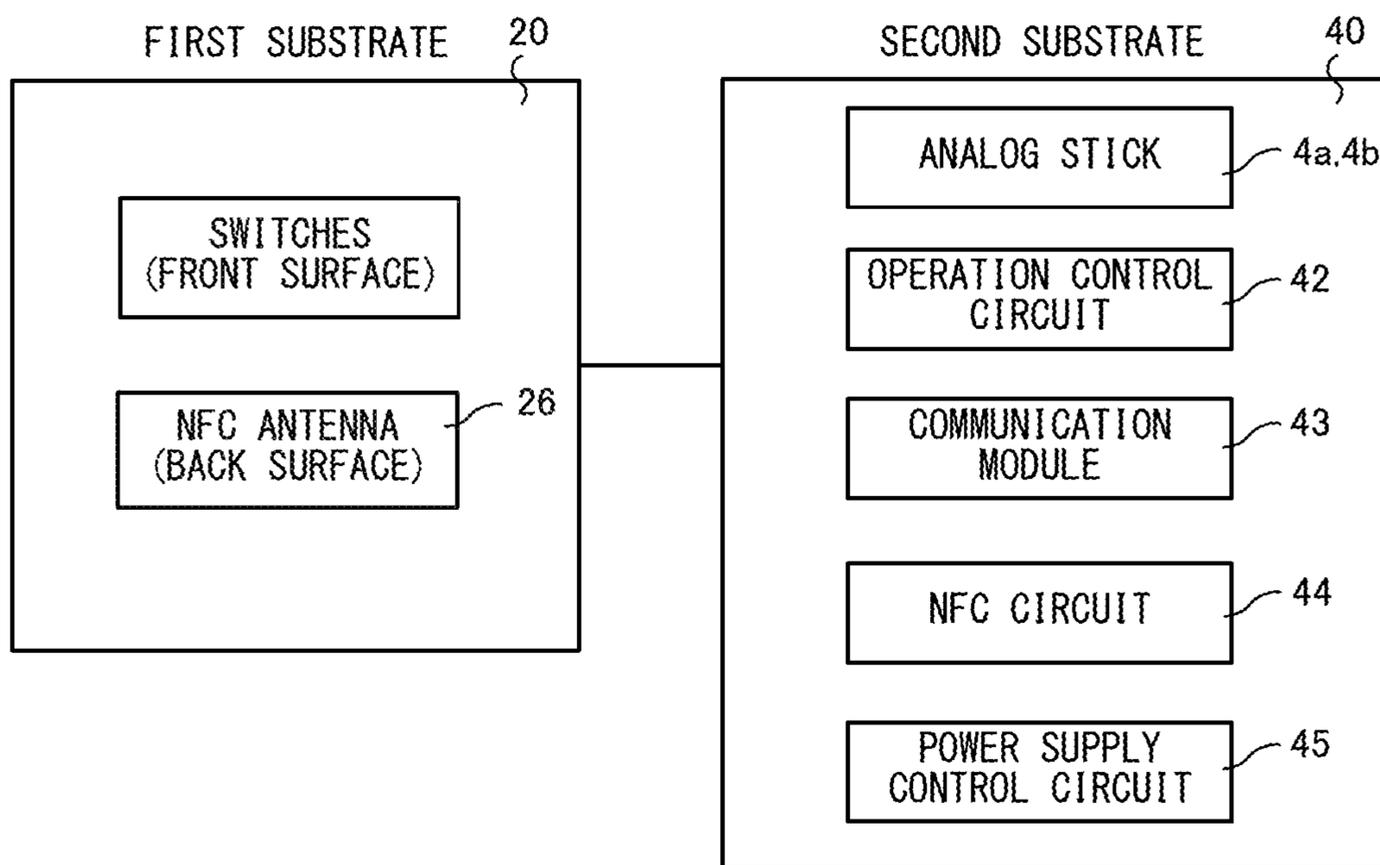 FIRST SUBSTRATE
20
SWITCHES
(FRONT SURFACE)
NFC ANTENNA
(BACK SURFACE)
26
SECOND SUBSTRATE
40
ANALOG STICK
4a,4b
OPERATION CONTROL
CIRCUIT
42
COMMUNICATION
MODULE
43
NFC CIRCUIT
44
POWER SUPPLY
CONTROL CIRCUIT
45